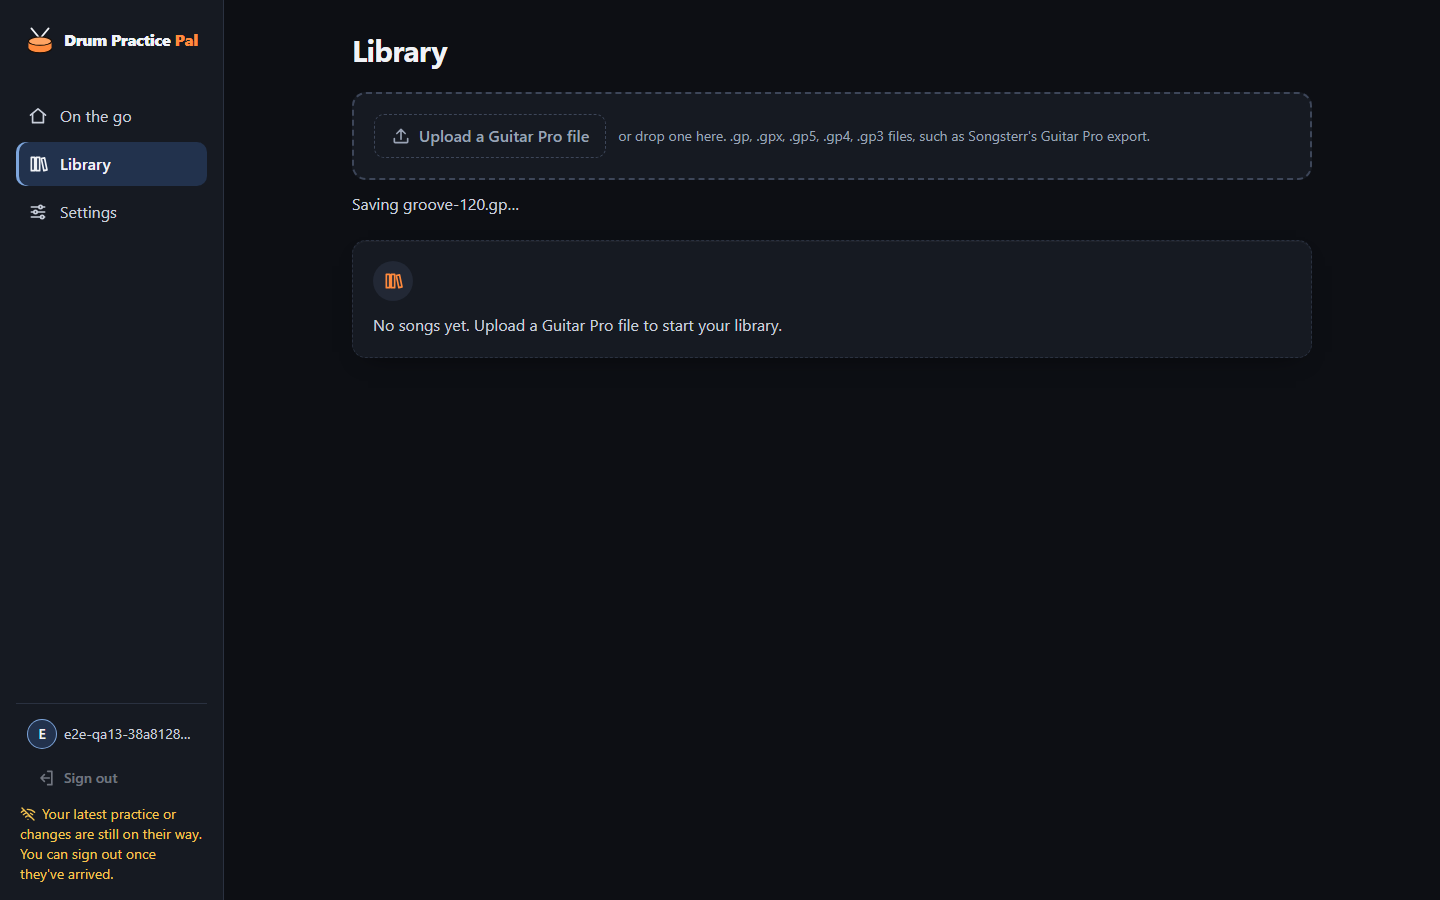 Drum Practice Pal
On the go
Library
Settings
Library
Upload a Guitar Pro file
or drop one here. .gp, .gpx, .gp5, .gp4, .gp3 files, such as Songsterr's Guitar Pro export.
Saving groove-120.gp...
No songs yet. Upload a Guitar Pro file to start your library.
E
e2e-qa13-38a8128...
Sign out
Your latest practice or
changes are still on their way.
You can sign out once
they've arrived.